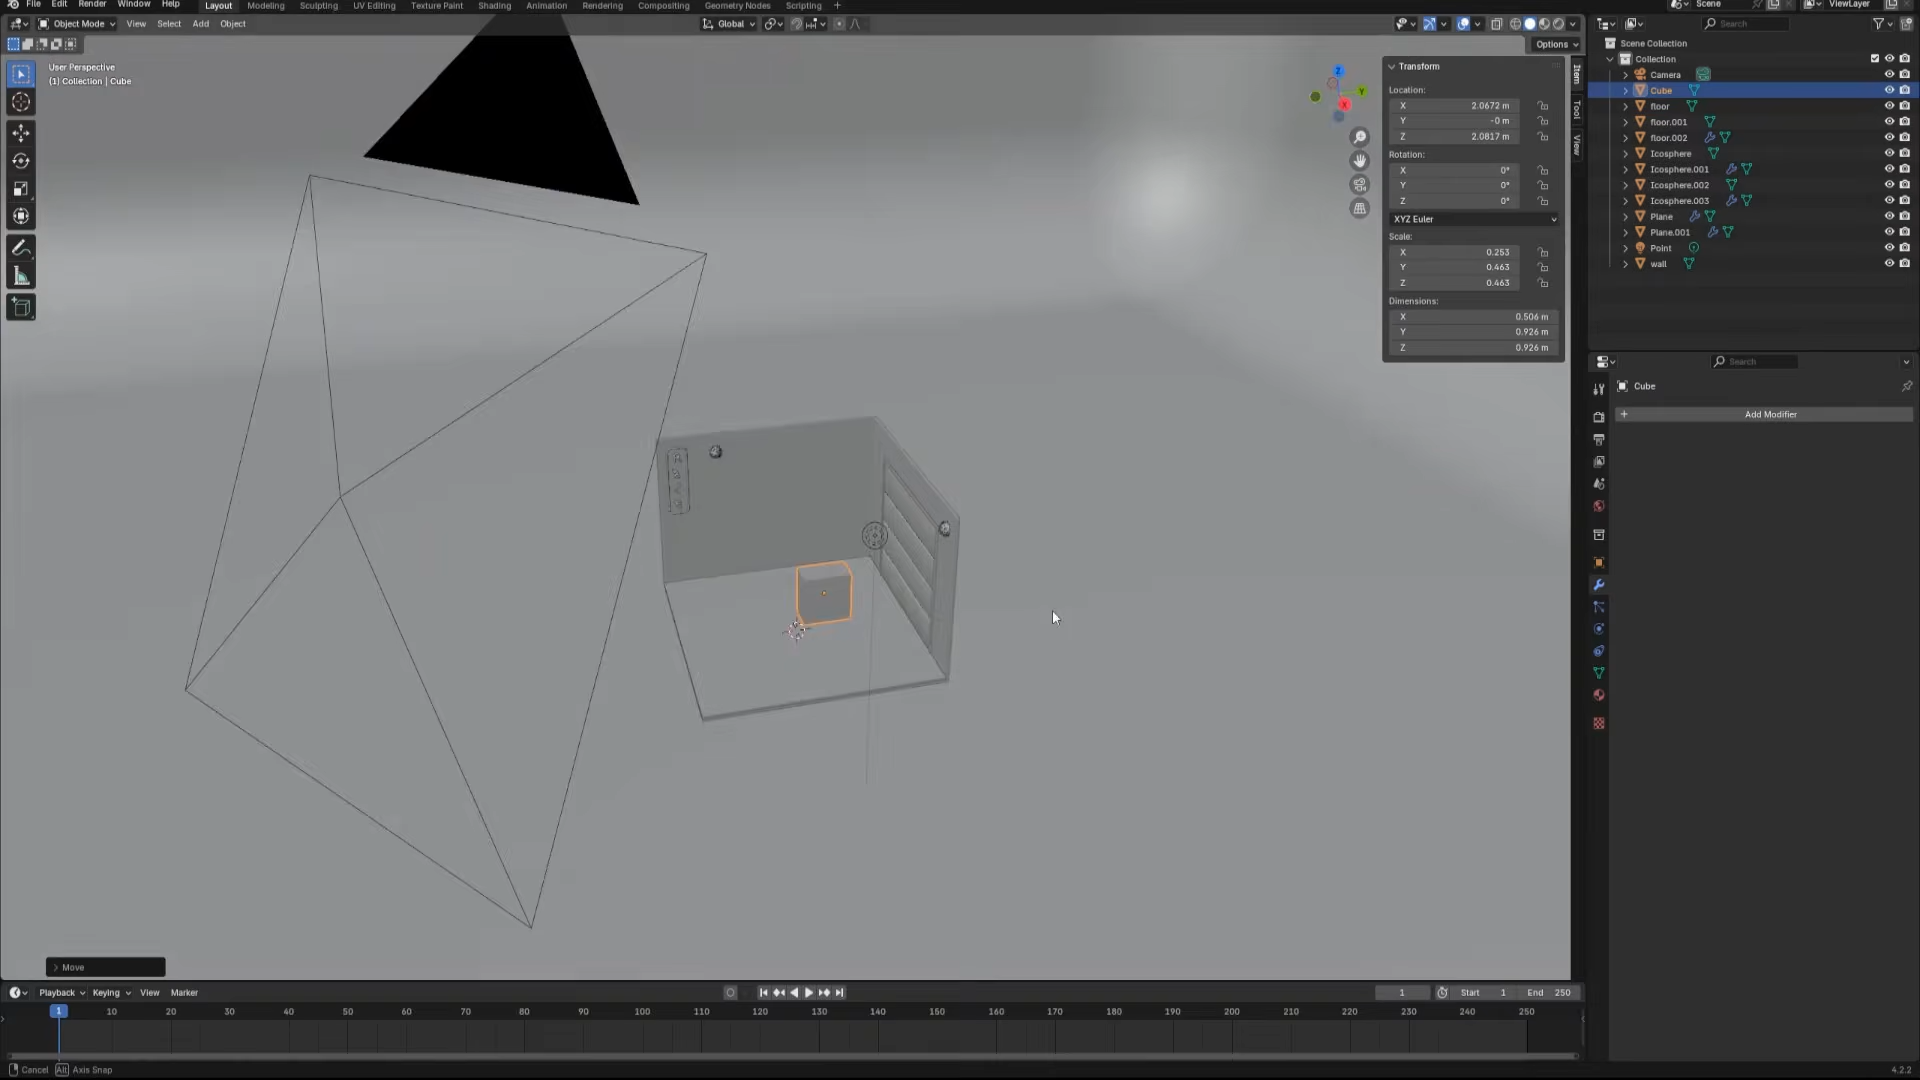 File Edit Render Window Help Layout Modeling Sculpting UV Editing Texture Paint Shading Animation Rendering Compositing Geometry Nodes Scripting + Scene ViewLayer
Object Mode View Select Add Object Global Search
Options
User Perspective
(1) Collection | Cube
Transform
Location:
X 2.0672 m
Y -0 m
Z 2.0817 m
Rotation:
X 0°
Y 0°
Z 0°
XYZ Euler
Scale:
X 0.253
Y 0.463
Z 0.463
Dimensions:
X 0.506 m
Y 0.926 m
Z 0.926 m
Item
Tool
View
Z
Y
X
Scene Collection
Collection
Camera
Cube
floor
floor.001
floor.002
Icosphere
Icosphere.001
Icosphere.002
Icosphere.003
Plane
Plane.001
Point
wall
Search
Cube
+ Add Modifier
Move
Playback Keying View Marker 1 Start 1 End 250
1 10 20 30 40 50 60 70 80 90 100 110 120 130 140 150 160 170 180 190 200 210 220 230 240 250
Cancel Alt Axis Snap 4.2.2